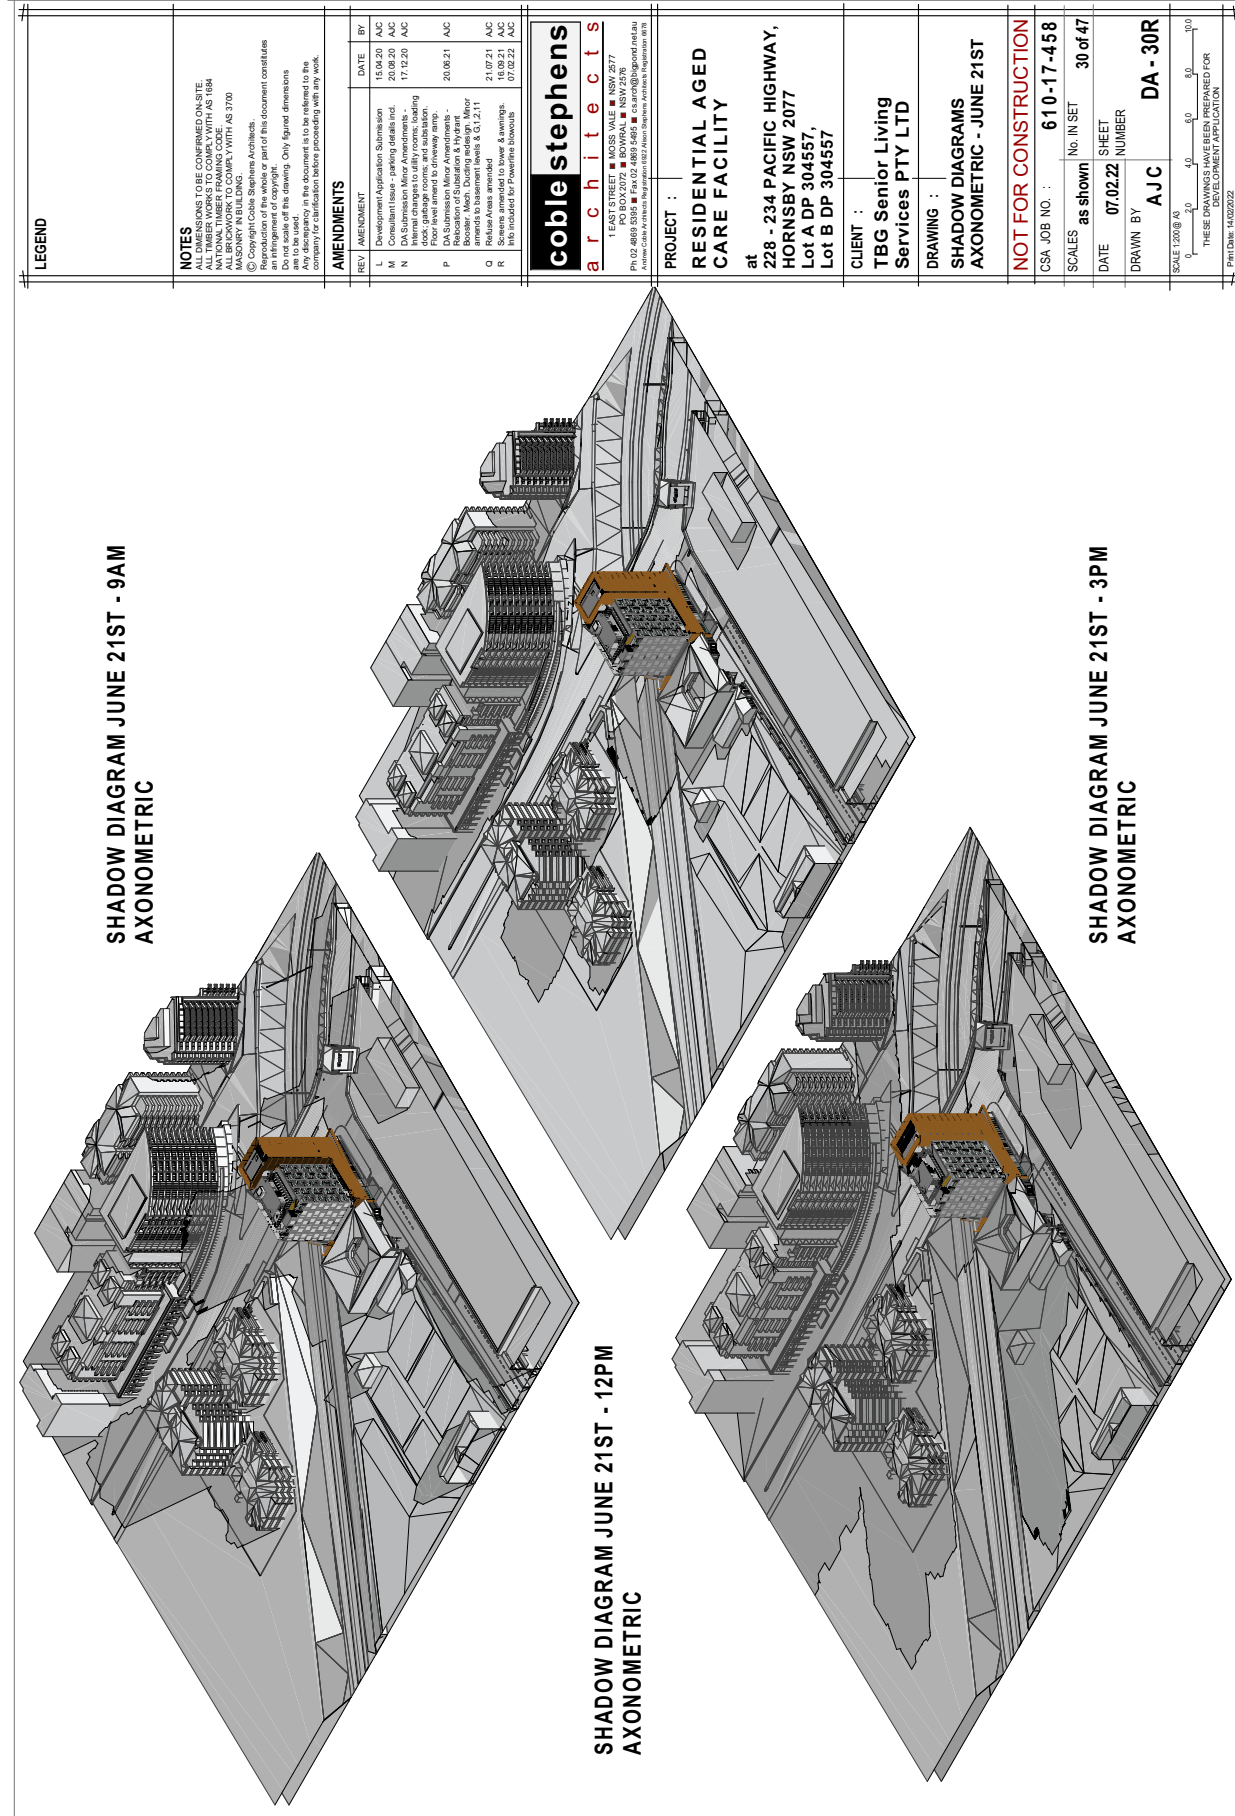 SHADOW DIAGRAM JUNE 21ST - 9AM
AXONOMETRIC
SHADOW DIAGRAM JUNE 21ST - 12PM
AXONOMETRIC
SHADOW DIAGRAM JUNE 21ST - 3PM
AXONOMETRIC
LEGEND
NOTES
ALL DIMENSIONS TO BE CONFIRMED ON-SITE.
ALL TIMBER WORKS TO COMPLY WITH AS 1684
NATIONAL TIMBER FRAMING CODE.
ALL BRICKWORK TO COMPLY WITH AS 3700
MASONRY IN BUILDING.
© Copyright Coble Stephens Architects.
Reproduction of the whole or part of this document constitutes
an infringement of copyright.
Do not scale off this drawing. Only figured dimensions
are to be used.
Any discrepancy in the document is to be referred to the
company for clarification before proceeding with any work.
AMENDMENTS
REV AMENDMENT DATE BY
L Development Application Submission 15.04.20 AJC
M Consultant Issue - parking details incl. 20.08.20 AJC
N DA Submission Minor Amendments - 17.12.20 AJC
Internal changes to utility rooms; loading
dock; garbage rooms; and substation.
Floor level amend to driveway ramp.
P DA Submission Minor Amendments - 20.06.21 AJC
Relocation of Substation & Hydrant
Booster. Mech. Ducting redesign. Minor
amends to basement levels & G,1,2,11
Q Refuse Areas amended 21.07.21 AJC
R Screens amended to tower & awnings. 16.09.21 AJC
Info included for Powerline blowouts 07.02.22 AJC
coble stephens
architects
1 EAST STREET ■ MOSS VALE ■ NSW 2577
PO BOX 2072 ■ BOWRAL ■ NSW 2576
Ph 02 4869 5395 ■ Fax 02 4869 5495 ■ cs.arch@bigpond.net.au
Andrew Coble Architects Registration 6922 Alison Stephens Architects Registration 6678
PROJECT :
RESIDENTIAL AGED
CARE FACILITY
at
228 - 234 PACIFIC HIGHWAY,
HORNSBY NSW 2077
Lot A DP 304557,
Lot B DP 304557
CLIENT :
TBG Senior Living
Services PTY LTD
DRAWING :
SHADOW DIAGRAMS
AXONOMETRIC - JUNE 21ST
NOT FOR CONSTRUCTION
CSA JOB NO. : 610-17-458
SCALES as shown No. IN SET 30 of 47
DATE 07.02.22 SHEET
NUMBER
DRAWN BY AJC DA - 30R
SCALE 1:200 @ A3
0 2.0 4.0 6.0 8.0 10.0
THESE DRAWINGS HAVE BEEN PREPARED FOR
DEVELOPMENT APPLICATION
Print Date: 14/02/2022